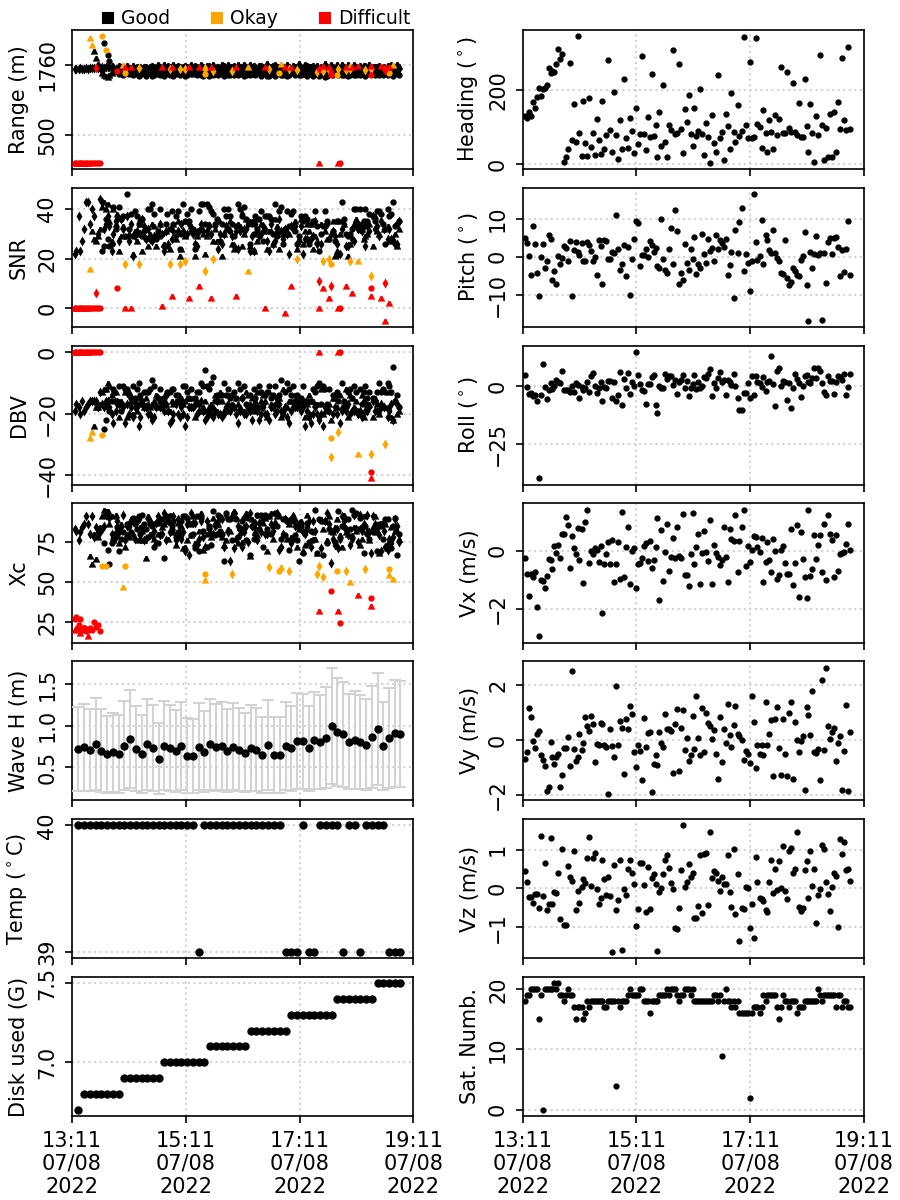 Good Okay Difficult
Range (m)
1760
500
Heading (°)
200
0
SNR
40
20
0
Pitch (°)
10
0
−10
DBV
0
−20
−40
Roll (°)
0
−25
Xc
75
50
25
Vx (m/s)
0
−2
Wave H (m)
1.5
1.0
0.5
Vy (m/s)
2
0
−2
Temp (°C)
40
39
Vz (m/s)
1
0
−1
Disk used (G)
7.5
7.0
Sat. Numb.
20
10
0
13:11 15:11 17:11 19:11
07/08 07/08 07/08 07/08
2022 2022 2022 2022
13:11 15:11 17:11 19:11
07/08 07/08 07/08 07/08
2022 2022 2022 2022